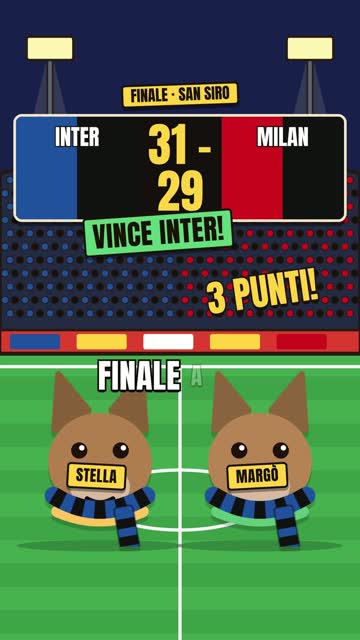 FINALE · SAN SIRO
INTER
31 -
29
MILAN
VINCE INTER!
3 PUNTI!
FINALE A
STELLA
MARGÒ